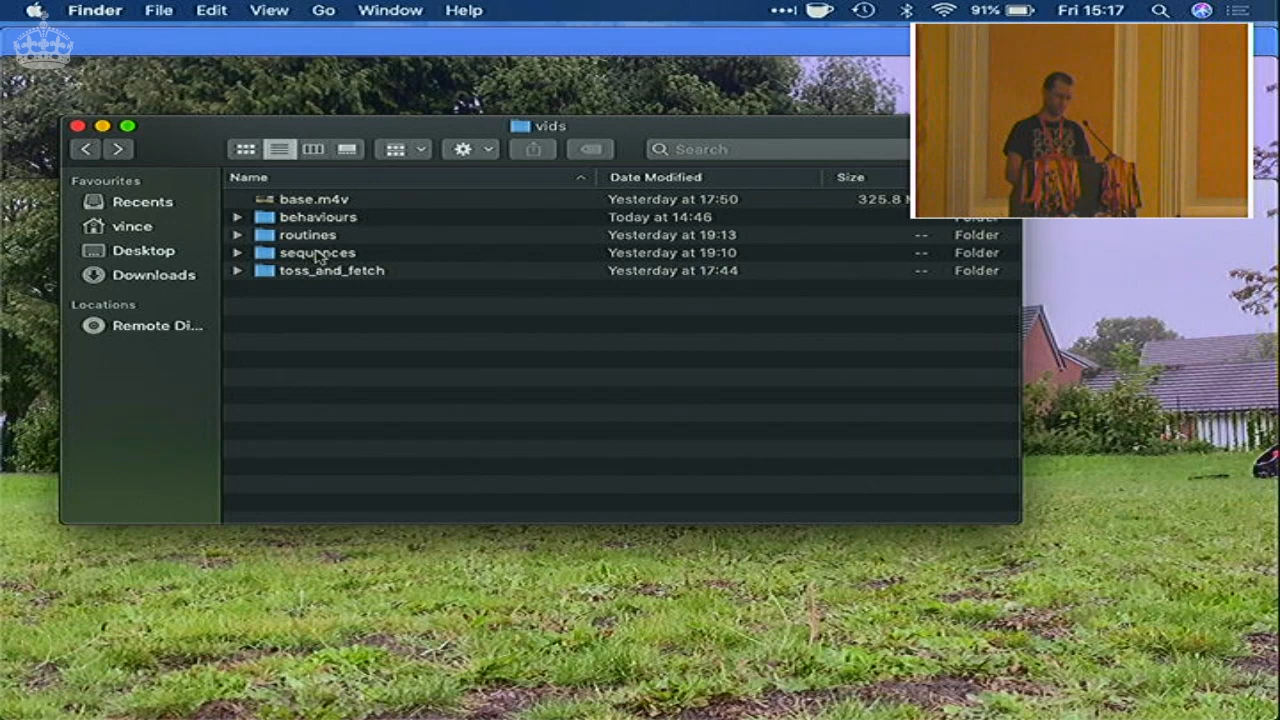 Finder File Edit View Go Window Help 91% Fri 15:17
vids
Search
Favourites
Recents
vince
Desktop
Downloads
Locations
Remote Di...
Name Date Modified Size
base.m4v Yesterday at 17:50 325.8
behaviours Today at 14:46 -- Folder
routines Yesterday at 19:13 -- Folder
sequences Yesterday at 19:10 -- Folder
toss_and_fetch Yesterday at 17:44 -- Folder